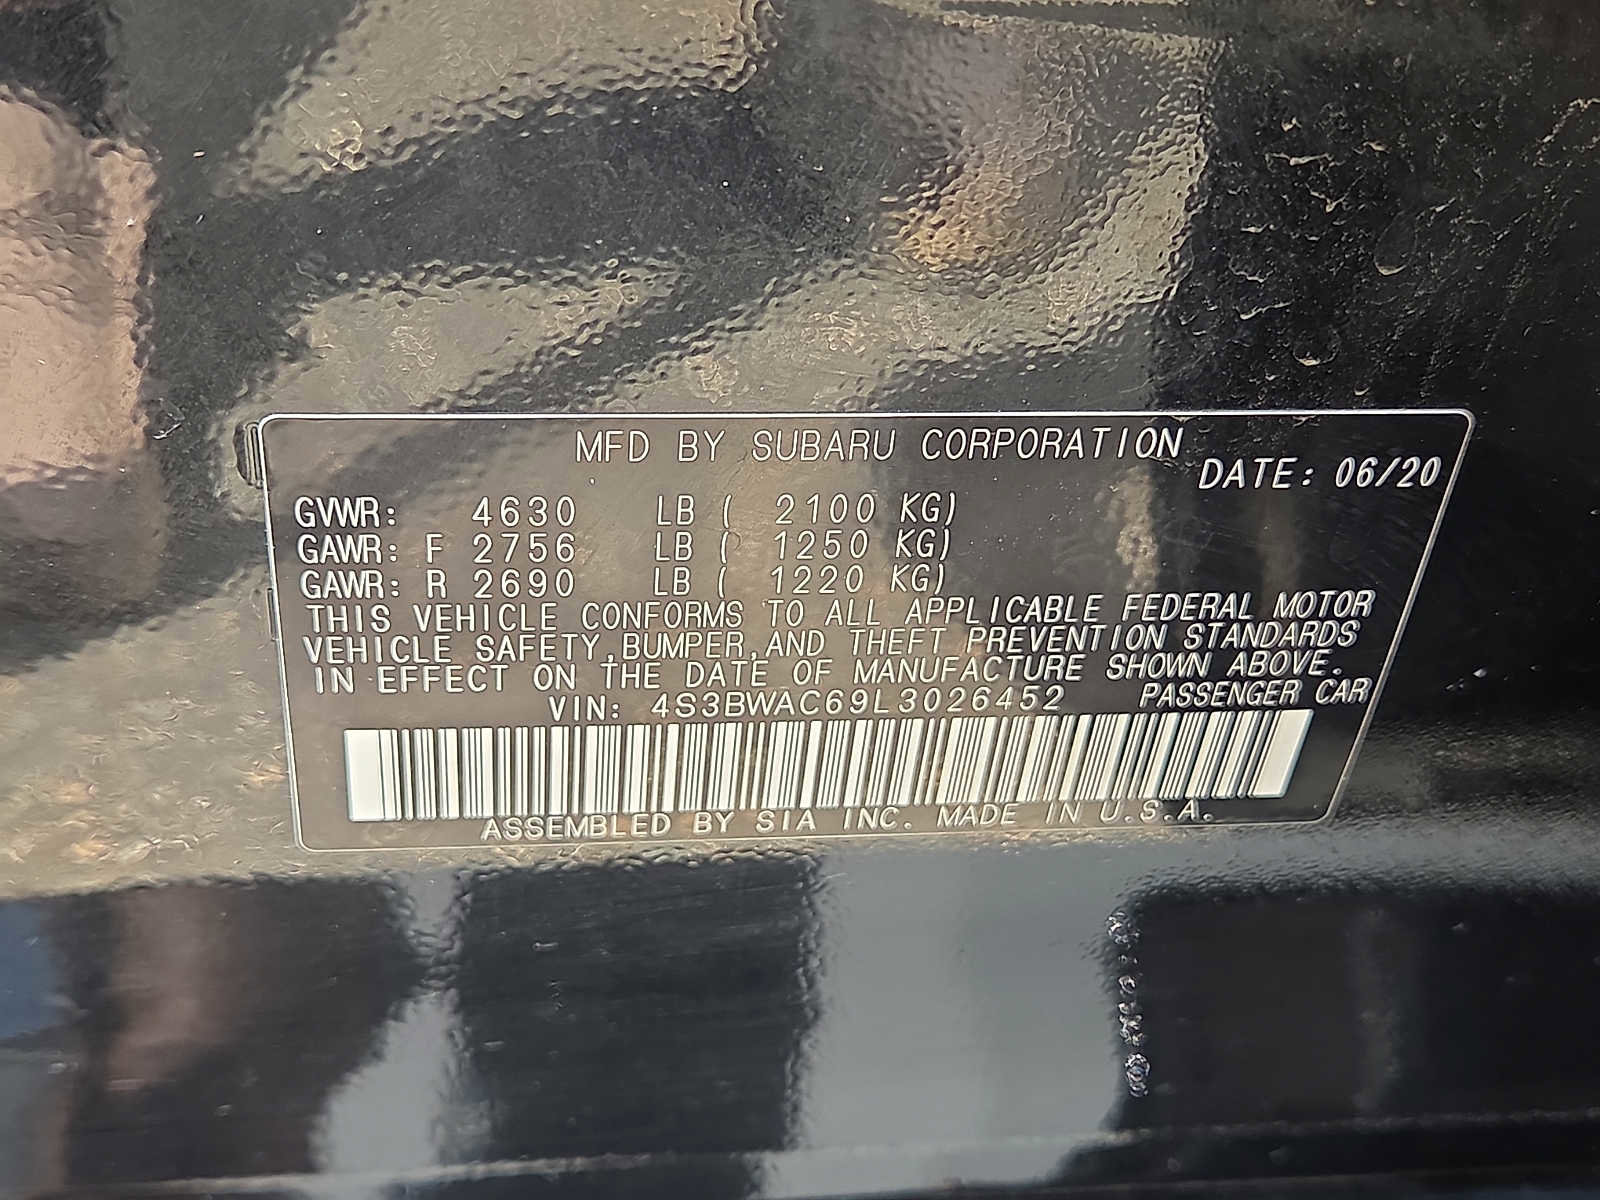 MFD BY SUBARU CORPORATION
DATE: 06/20
GVWR: 4630 LB ( 2100 KG)
GAWR: F 2756 LB ( 1250 KG)
GAWR: R 2690 LB ( 1220 KG)
THIS VEHICLE CONFORMS TO ALL APPLICABLE FEDERAL MOTOR
VEHICLE SAFETY, BUMPER, AND THEFT PREVENTION STANDARDS
IN EFFECT ON THE DATE OF MANUFACTURE SHOWN ABOVE.
VIN: 4S3BWAC69L3026452 PASSENGER CAR
ASSEMBLED BY SIA INC. MADE IN U.S.A.